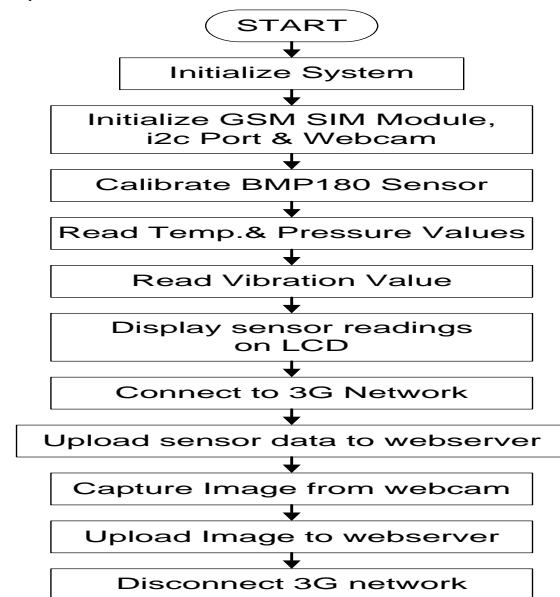 START
Initialize System
Initialize GSM SIM Module,
i2c Port & Webcam
Calibrate BMP180 Sensor
Read Temp.& Pressure Values
Read Vibration Value
Display sensor readings
on LCD
Connect to 3G Network
Upload sensor data to webserver
Capture Image from webcam
Upload Image to webserver
Disconnect 3G network